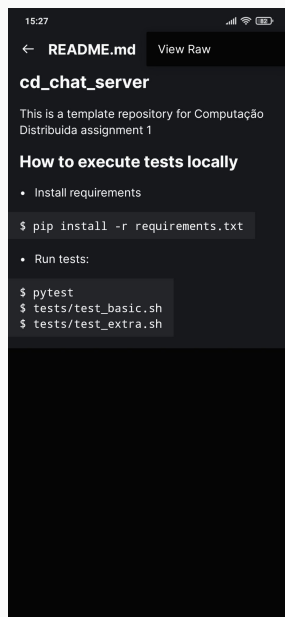 15:27
82
← README.md View Raw
cd_chat_server
This is a template repository for Computação
Distribuida assignment 1
How to execute tests locally
• Install requirements
$ pip install -r requirements.txt
• Run tests:
$ pytest
$ tests/test_basic.sh
$ tests/test_extra.sh